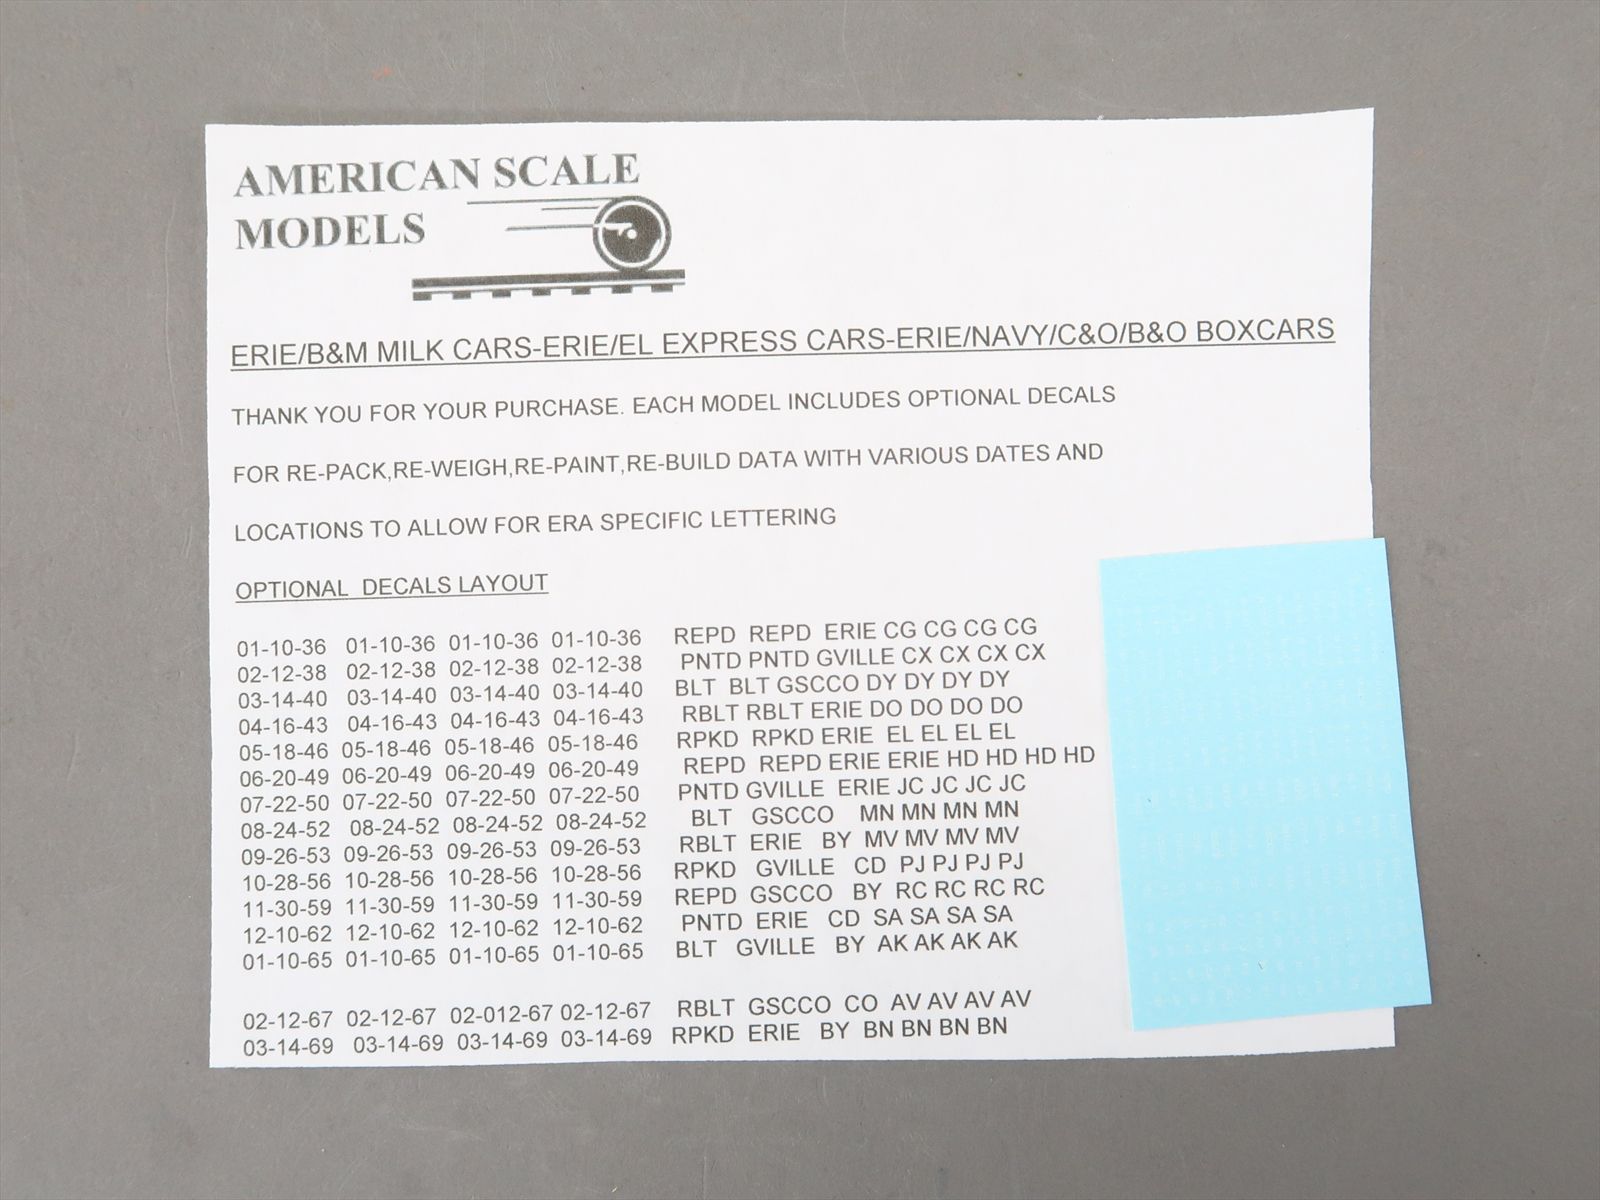 AMERICAN SCALE
MODELS
ERIE/B&M MILK CARS-ERIE/EL EXPRESS CARS-ERIE/NAVY/C&O/B&O BOXCARS
THANK YOU FOR YOUR PURCHASE. EACH MODEL INCLUDES OPTIONAL DECALS
FOR RE-PACK,RE-WEIGH,RE-PAINT,RE-BUILD DATA WITH VARIOUS DATES AND
LOCATIONS TO ALLOW FOR ERA SPECIFIC LETTERING
OPTIONAL DECALS LAYOUT
01-10-36 01-10-36 01-10-36 01-10-36 REPD REPD ERIE CG CG CG CG
02-12-38 02-12-38 02-12-38 02-12-38 PNTD PNTD GVILLE CX CX CX CX
03-14-40 03-14-40 03-14-40 03-14-40 BLT BLT GSCCO DY DY DY DY
04-16-43 04-16-43 04-16-43 04-16-43 RBLT RBLT ERIE DO DO DO DO
05-18-46 05-18-46 05-18-46 05-18-46 RPKD RPKD ERIE EL EL EL EL
06-20-49 06-20-49 06-20-49 06-20-49 REPD REPD ERIE ERIE HD HD HD HD
07-22-50 07-22-50 07-22-50 07-22-50 PNTD GVILLE ERIE JC JC JC JC
08-24-52 08-24-52 08-24-52 08-24-52 BLT GSCCO MN MN MN MN
09-26-53 09-26-53 09-26-53 09-26-53 RBLT ERIE BY MV MV MV MV
10-28-56 10-28-56 10-28-56 10-28-56 RPKD GVILLE CD PJ PJ PJ PJ
11-30-59 11-30-59 11-30-59 11-30-59 REPD GSCCO BY RC RC RC RC
12-10-62 12-10-62 12-10-62 12-10-62 PNTD ERIE CD SA SA SA SA
01-10-65 01-10-65 01-10-65 01-10-65 BLT GVILLE BY AK AK AK AK
02-12-67 02-12-67 02-012-67 02-12-67 RBLT GSCCO CO AV AV AV AV
03-14-69 03-14-69 03-14-69 03-14-69 RPKD ERIE BY BN BN BN BN